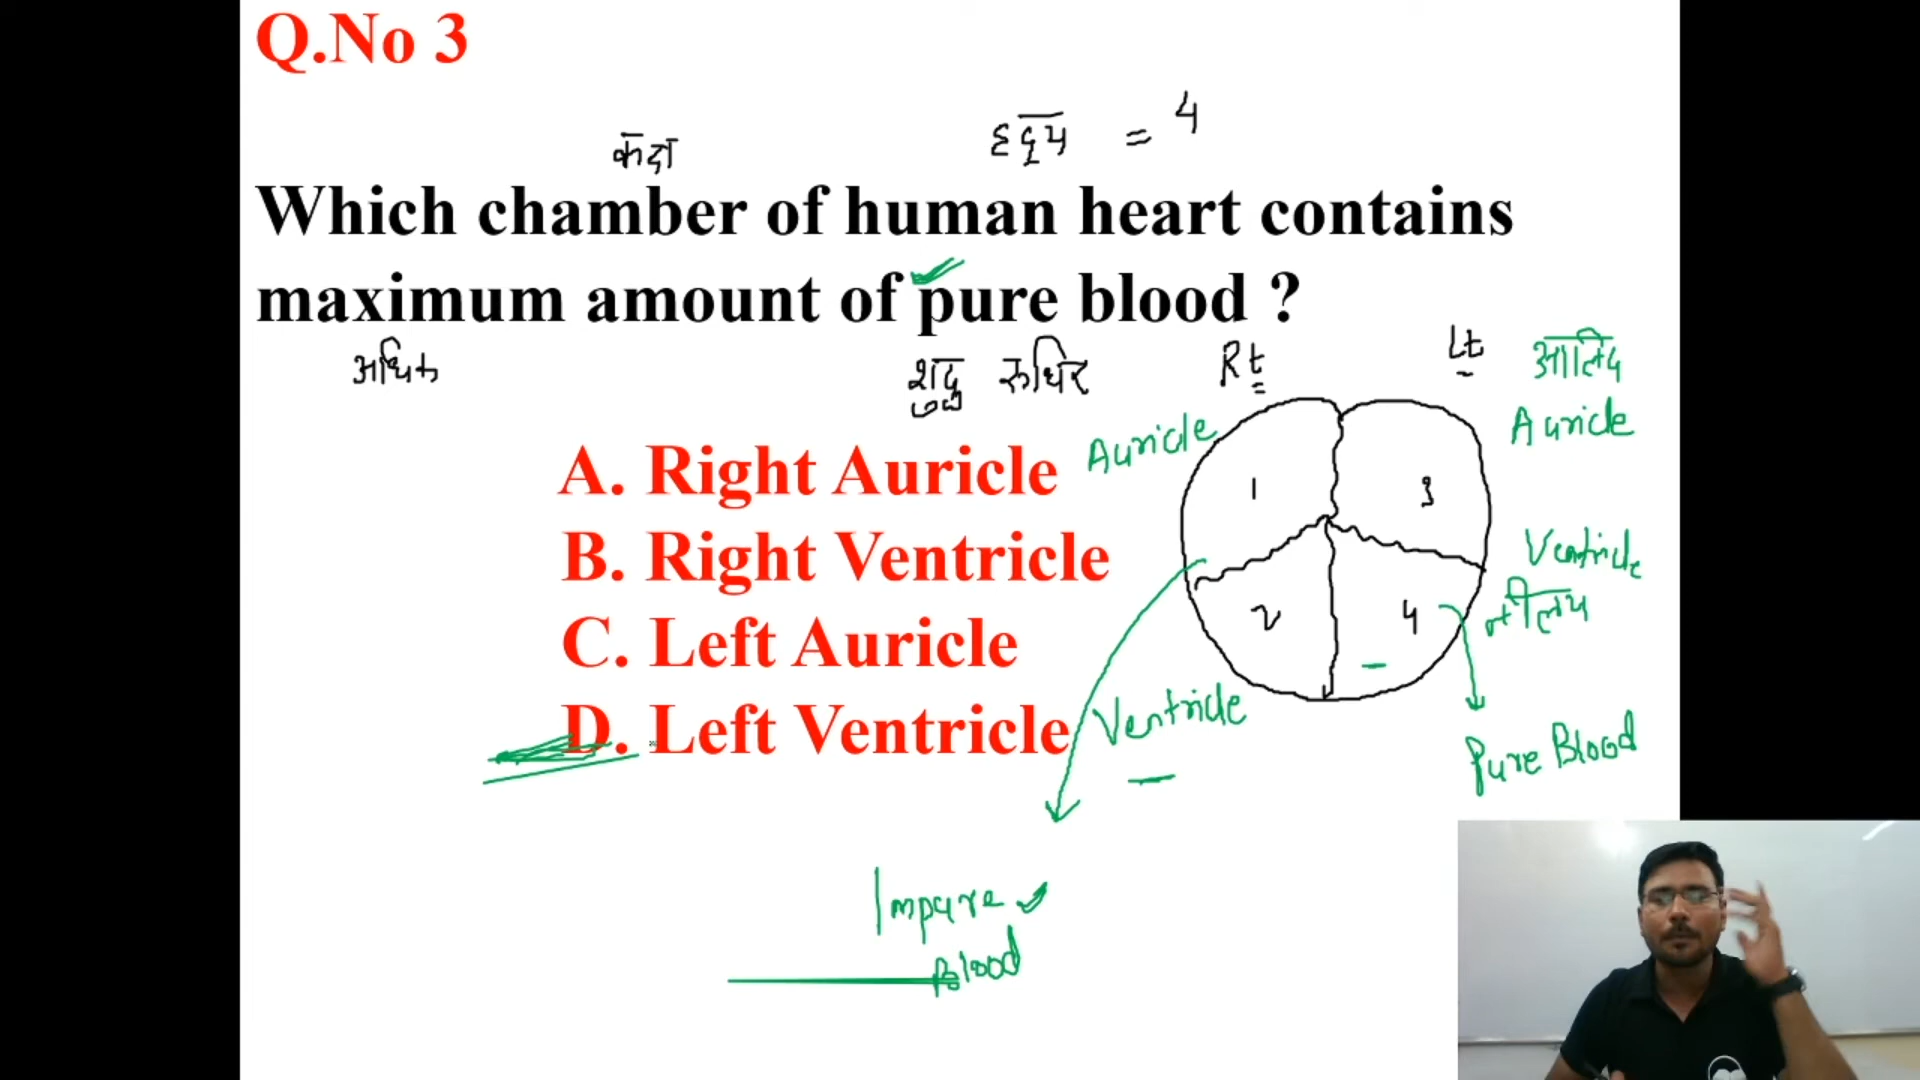 Q.No 3
हृदय = 4
कक्ष
Which chamber of human heart contains
maximum amount of pure blood ?
अधिक
शुद्ध रुधिर
Rt
Lt
आलिंद
Auricle
Auricle
A. Right Auricle
1
3
B. Right Ventricle
Ventricle
निलय
2
4
C. Left Auricle
D. Left Ventricle
Ventricle
Pure Blood
Impure
Blood